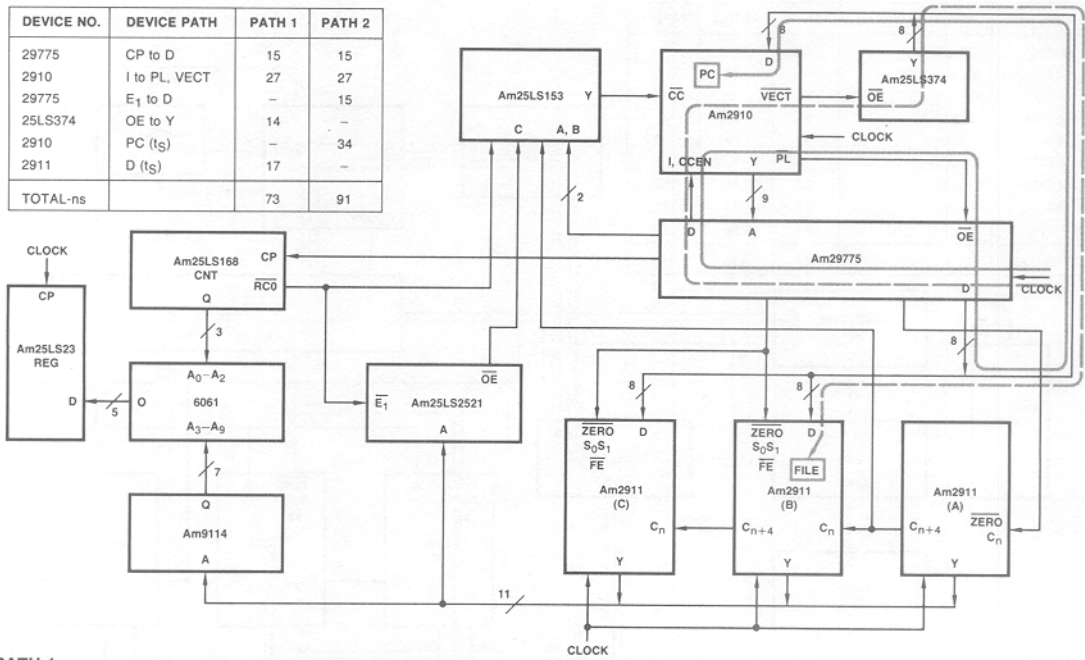 DEVICE NO. DEVICE PATH PATH 1 PATH 2
29775 CP to D 15 15
2910 I to PL, VECT 27 27
29775 E1 to D – 15
25LS374 OE to Y 14 –
2910 PC (tS) – 34
2911 D (tS) 17 –
TOTAL-ns 73 91
8
8
D
PC
Y
Am25LS374
OE
Am25LS153
Y
C
A, B
CC
VECT
Am2910
I, CCEN
Y
PL
CLOCK
2
9
D
A
OE
Am29775
D
CLOCK
CLOCK
CP
Am25LS23
REG
D
Am25LS168
CNT
CP
RC0
Q
3
A0–A2
6061
O
A3–A9
5
7
Q
Am9114
A
OE
E1
Am25LS2521
A
8
8
8
ZERO
D
S0S1
FE
Am2911
(C)
Cn
Y
ZERO
D
S0S1
FE
FILE
Am2911
(B)
Cn+4
Cn
Y
Am2911
(A)
Cn+4
ZERO
Cn
Y
11
CLOCK